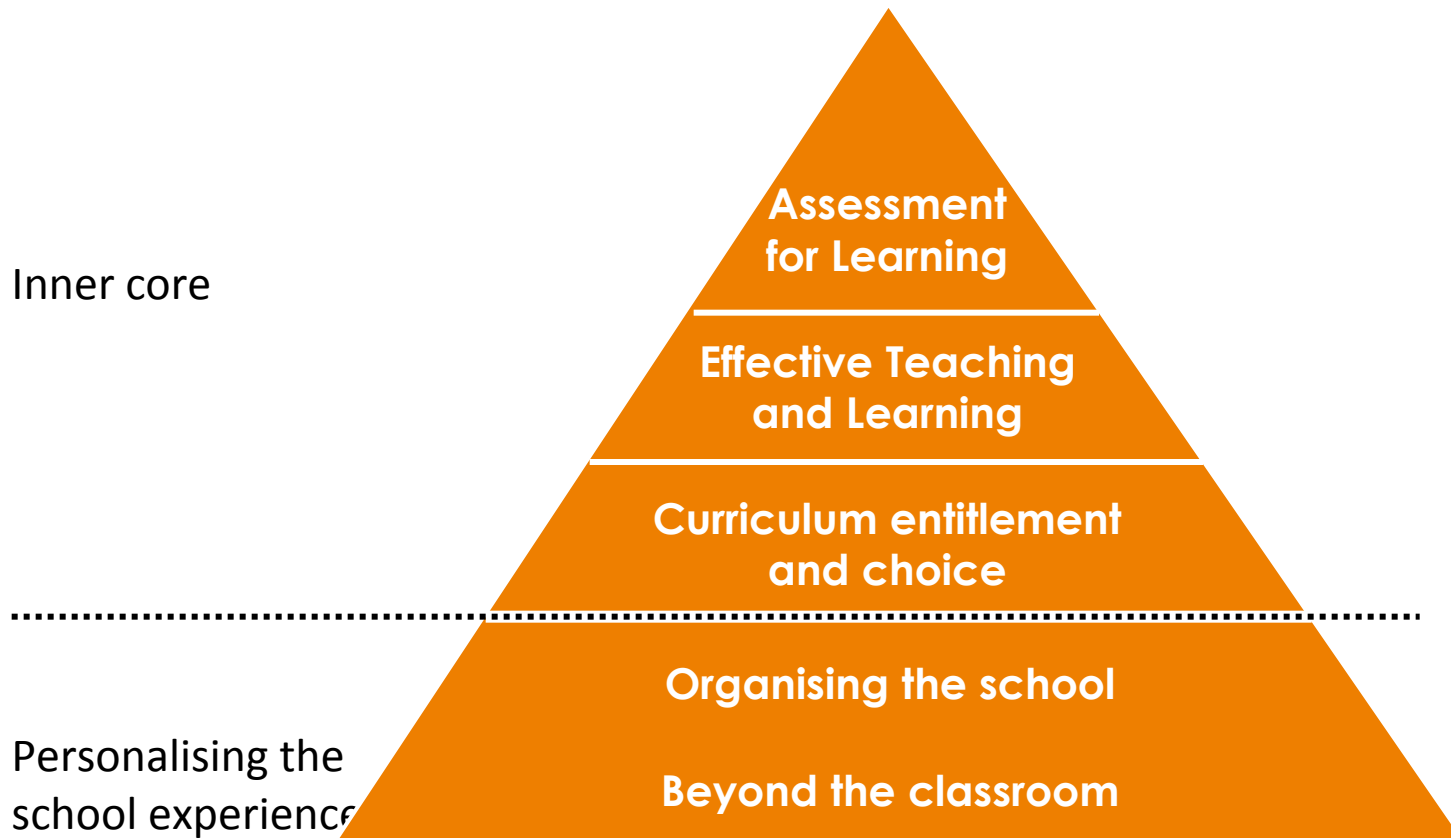 Assessment
for Learning
Inner core
Effective Teaching
and Learning
Curriculum entitlement
and choice
Organising the school
Personalising the
school experience
Beyond the classroom